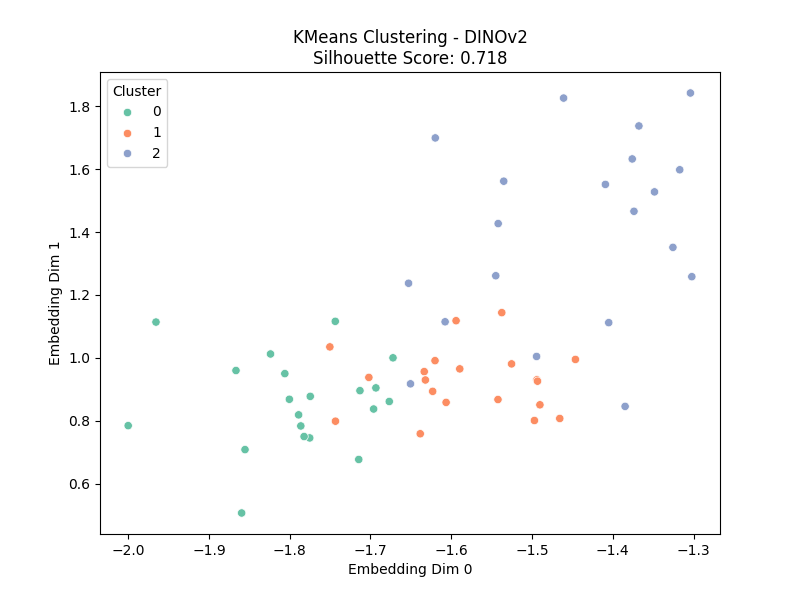 KMeans Clustering - DINOv2
Silhouette Score: 0.718
Cluster
0
1
2
Embedding Dim 1
1.8
1.6
1.4
1.2
1.0
0.8
0.6
−2.0 −1.9 −1.8 −1.7 −1.6 −1.5 −1.4 −1.3
Embedding Dim 0